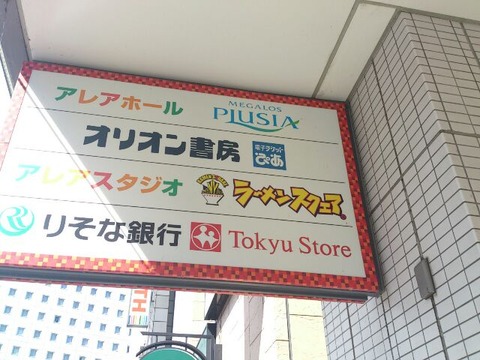 アレアホール
MEGALOS
PLUSIA
オリオン書房
電子チケット
ぴあ
アレアスタジオ
ラーメンスクエア
りそな銀行
Tokyu Store